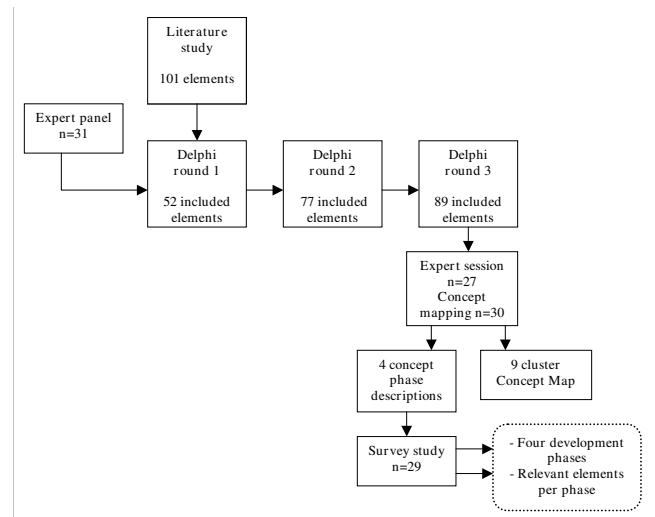 Literature
study
101 elements
Expert panel
n=31
Delphi
round 1
52 included
elements
Delphi
round 2
77 included
elements
Delphi
round 3
89 included
elements
Expert session
n=27
Concept
mapping n=30
4 concept
phase
descriptions
9 cluster
Concept Map
Survey study
n=29
- Four development
phases
- Relevant elements
per phase